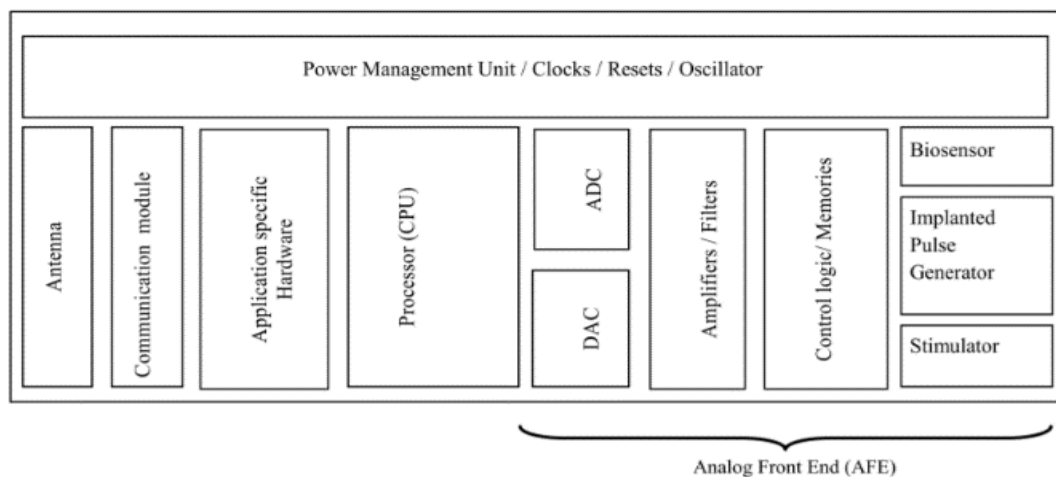 Power Management Unit / Clocks / Resets / Oscillator
Antenna
Communication module
Application specific
Hardware
Processor (CPU)
ADC
DAC
Amplifiers / Filters
Control logic/ Memories
Biosensor
Implanted
Pulse
Generator
Stimulator
Analog Front End (AFE)